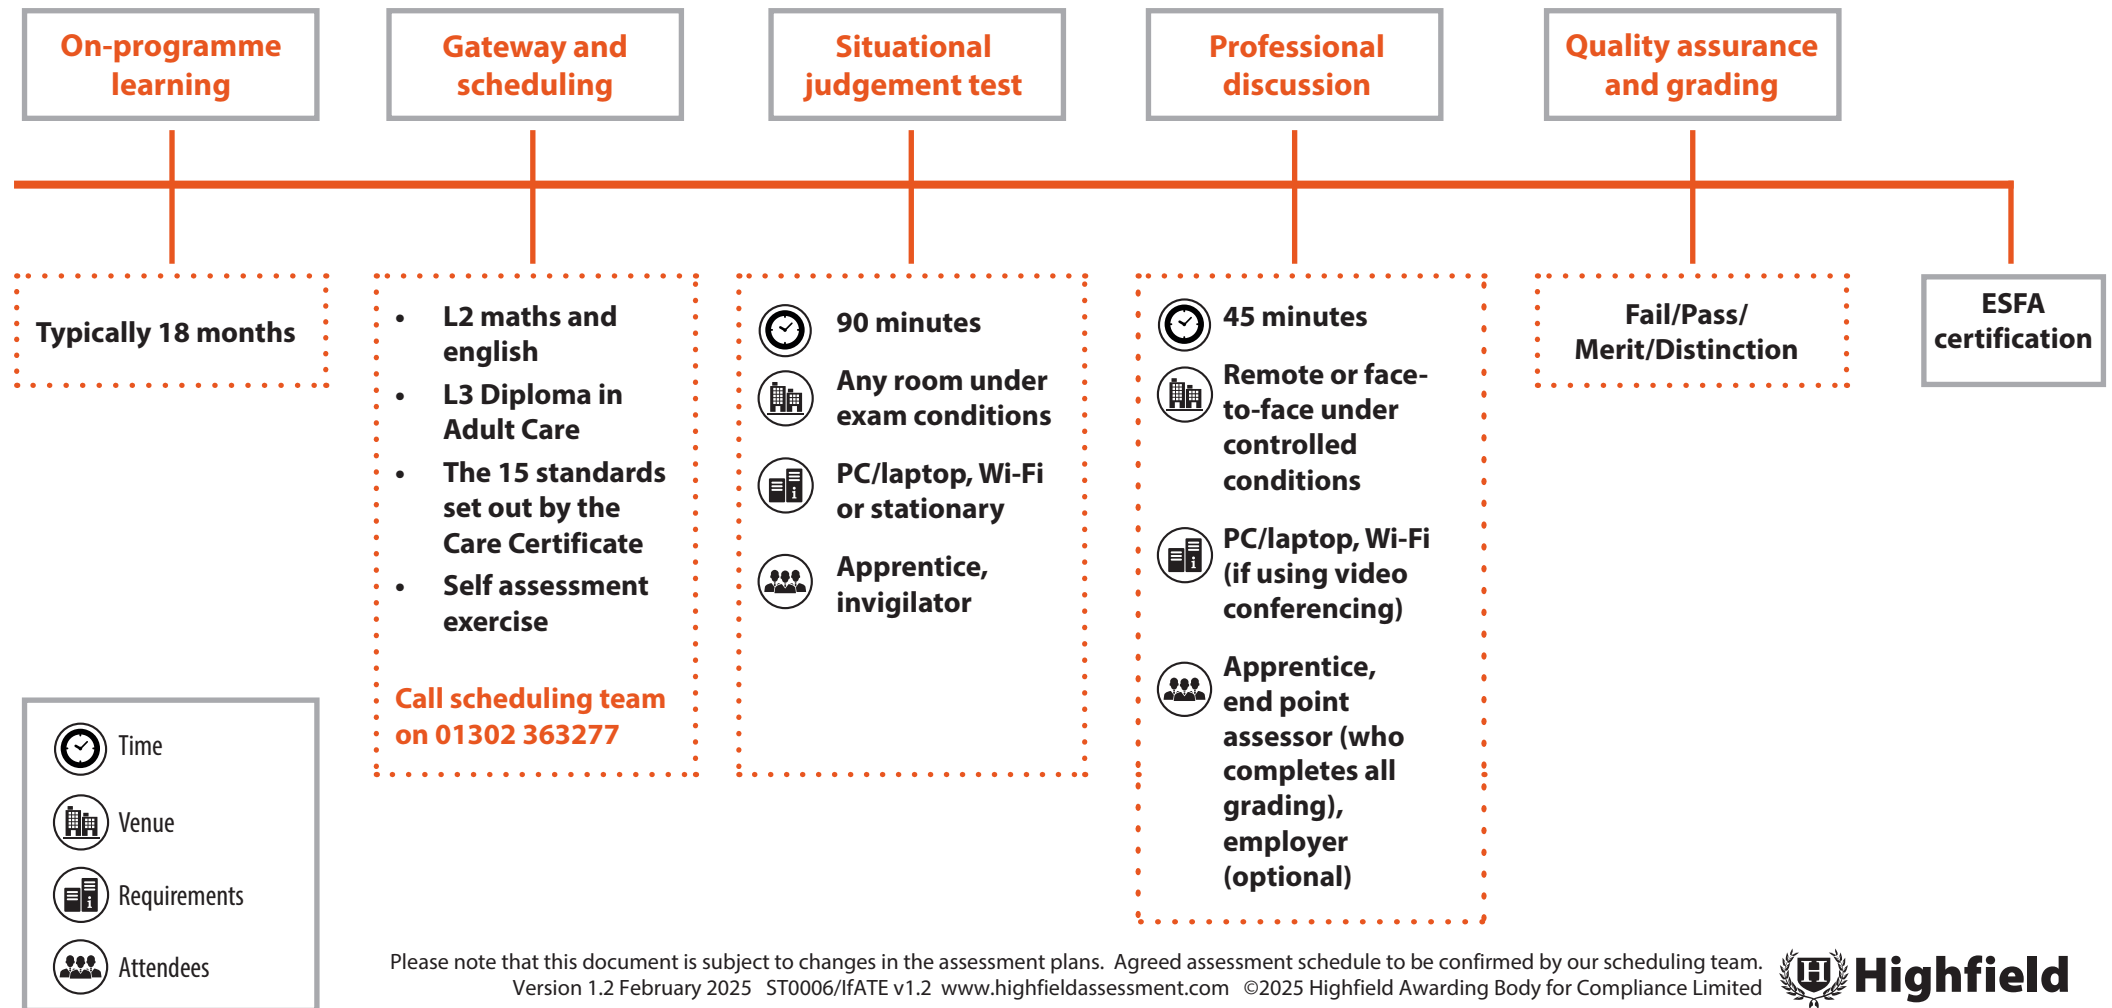 On-programme
learning
Gateway and
scheduling
Situational
judgement test
Professional
discussion
Quality assurance
and grading
Typically 18 months
• L2 maths and
english
• L3 Diploma in
Adult Care
• The 15 standards
set out by the
Care Certificate
• Self assessment
exercise
Call scheduling team
on 01302 363277
90 minutes
Any room under
exam conditions
PC/laptop, Wi-Fi
or stationary
Apprentice,
invigilator
45 minutes
Remote or face-
to-face under
controlled
conditions
PC/laptop, Wi-Fi
(if using video
conferencing)
Apprentice,
end point
assessor (who
completes all
grading),
employer
(optional)
Fail/Pass/
Merit/Distinction
ESFA
certification
Time
Venue
Requirements
Attendees
Please note that this document is subject to changes in the assessment plans. Agreed assessment schedule to be confirmed by our scheduling team.
Version 1.2 February 2025 ST0006/IfATE v1.2 www.highfieldassessment.com ©2025 Highfield Awarding Body for Compliance Limited
H Highfield